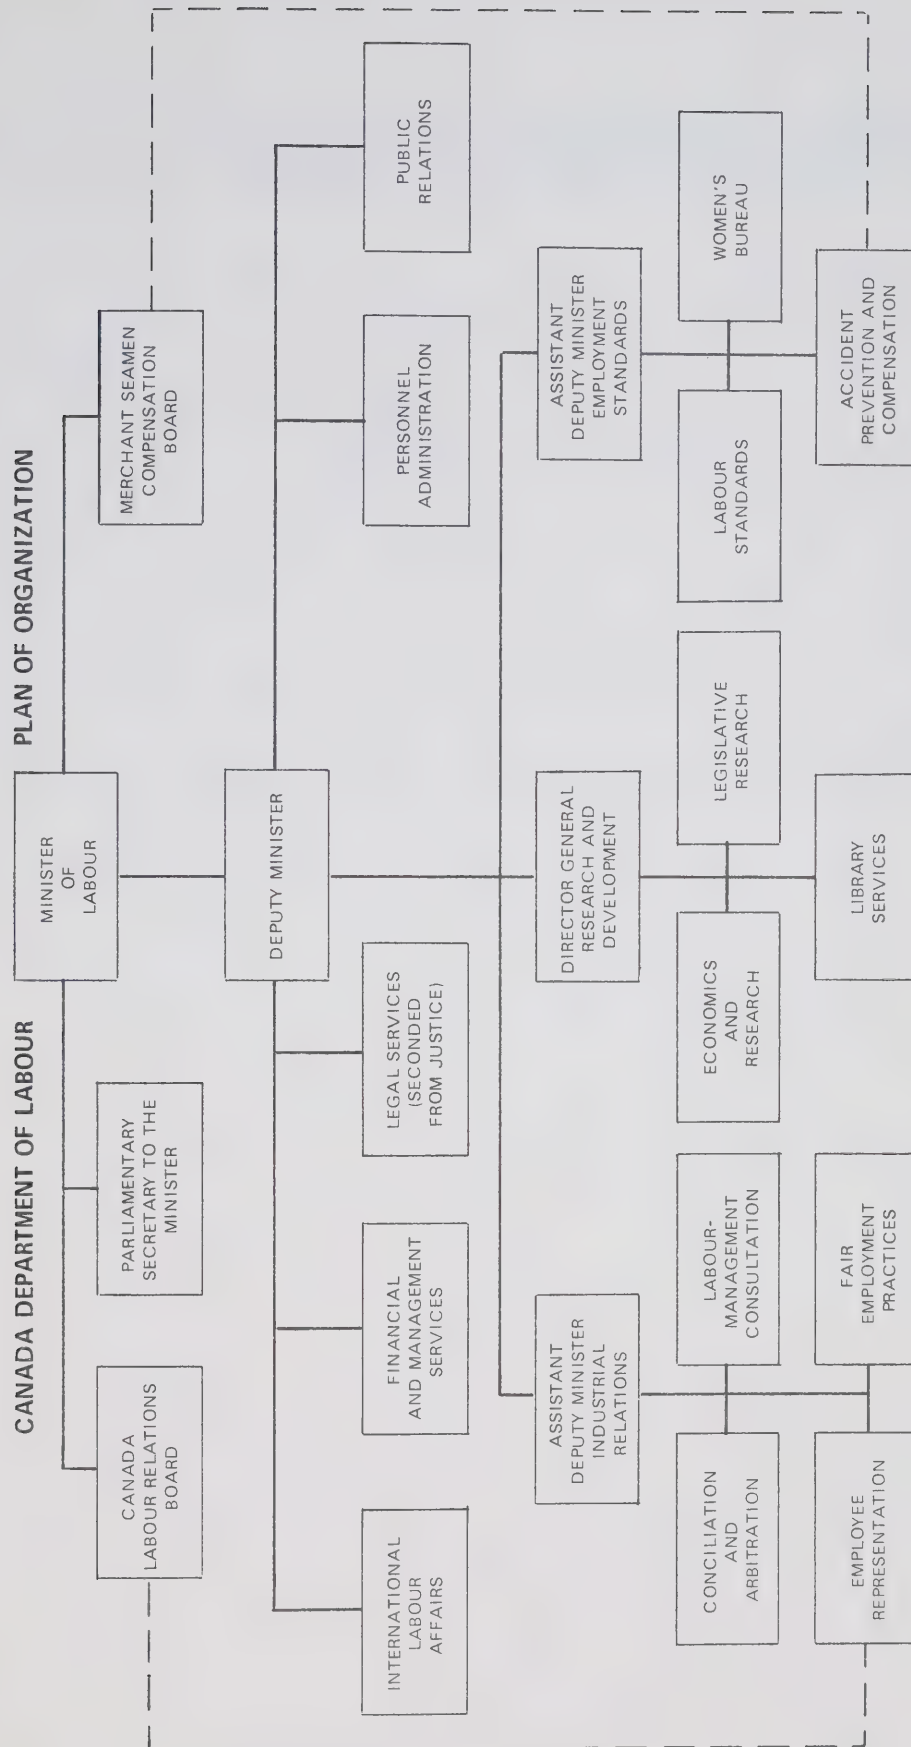 CANADA DEPARTMENT OF LABOUR PLAN OF ORGANIZATION
MINISTER
OF
LABOUR
CANADA
LABOUR RELATIONS
BOARD
PARLIAMENTARY
SECRETARY TO THE
MINISTER
MERCHANT SEAMEN
COMPENSATION
BOARD
DEPUTY MINISTER
INTERNATIONAL
LABOUR
AFFAIRS
FINANCIAL
AND MANAGEMENT
SERVICES
LEGAL SERVICES
(SECONDED
FROM JUSTICE)
PERSONNEL
ADMINISTRATION
PUBLIC
RELATIONS
ASSISTANT
DEPUTY MINISTER
INDUSTRIAL
RELATIONS
DIRECTOR GENERAL
RESEARCH AND
DEVELOPMENT
ASSISTANT
DEPUTY MINISTER
EMPLOYMENT
STANDARDS
CONCILIATION
AND
ARBITRATION
LABOUR-
MANAGEMENT
CONSULTATION
ECONOMICS
AND
RESEARCH
LEGISLATIVE
RESEARCH
LABOUR
STANDARDS
WOMEN'S
BUREAU
EMPLOYEE
REPRESENTATION
FAIR
EMPLOYMENT
PRACTICES
LIBRARY
SERVICES
ACCIDENT
PREVENTION AND
COMPENSATION